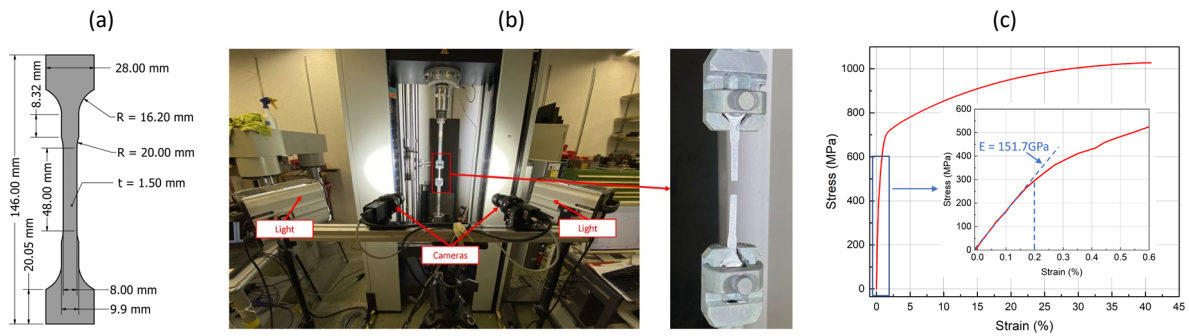 (a)
(b)
(c)
28.00 mm
8.32 mm
R = 16.20 mm
R = 20.00 mm
146.00 mm
48.00 mm
t = 1.50 mm
20.05 mm
8.00 mm
9.9 mm
Light
Cameras
Light
Stress (MPa)
1000
800
600
400
200
0
0 5 10 15 20 25 30 35 40 45
Strain (%)
Stress (MPa)
600
500
400
300
200
100
0
E = 151.7GPa
0.0 0.1 0.2 0.3 0.4 0.5 0.6
Strain (%)